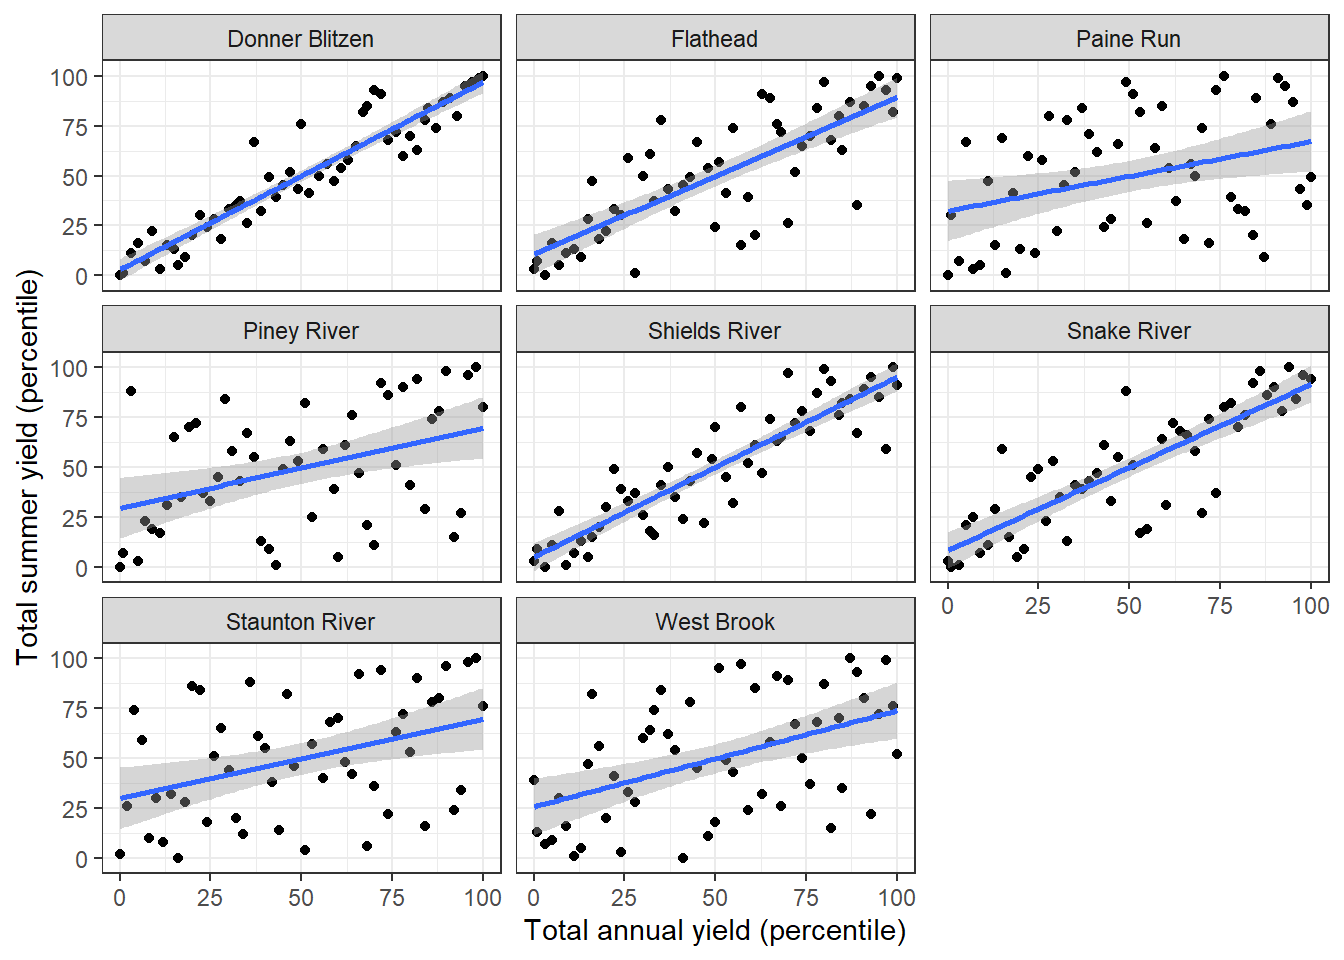 Donner Blitzen
Flathead
Paine Run
100
75
50
25
0
Piney River
Shields River
Snake River
100
75
50
25
0
0 25 50 75 100
Staunton River
West Brook
100
75
50
25
0
0 25 50 75 100
0 25 50 75 100
Total annual yield (percentile)
Total summer yield (percentile)